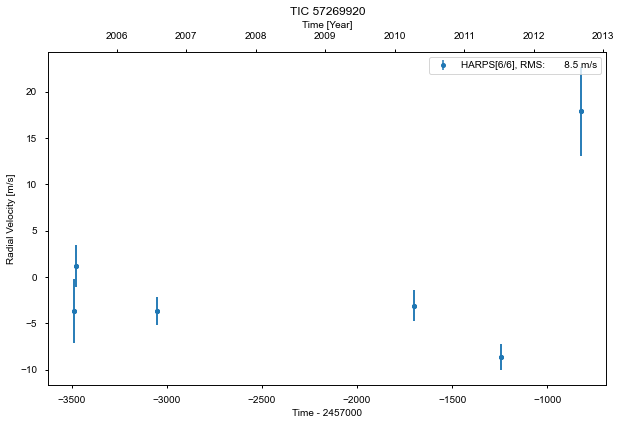 TIC 57269920
Time [Year]
2006 2007 2008 2009 2010 2011 2012 2013
HARPS[6/6], RMS: 8.5 m/s
Radial Velocity [m/s]
20
15
10
5
0
−5
−10
−3500 −3000 −2500 −2000 −1500 −1000
Time - 2457000